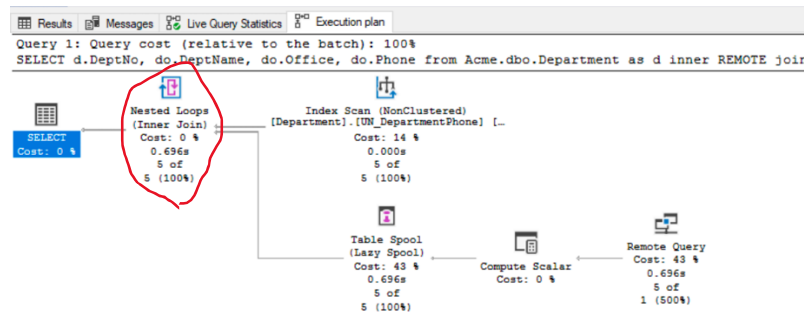 Results Messages Live Query Statistics Execution plan
Query 1: Query cost (relative to the batch): 100%
SELECT d.DeptNo, do.DeptName, do.Office, do.Phone from Acme.dbo.Department as d inner REMOTE join
SELECT
Cost: 0 %
Nested Loops
(Inner Join)
Cost: 0 %
0.696s
5 of
5 (100%)
Index Scan (NonClustered)
[Department].[UN_DepartmentPhone] […
Cost: 14 %
0.000s
5 of
5 (100%)
Table Spool
(Lazy Spool)
Cost: 43 %
0.696s
5 of
5 (100%)
Compute Scalar
Cost: 0 %
Remote Query
Cost: 43 %
0.696s
5 of
1 (500%)